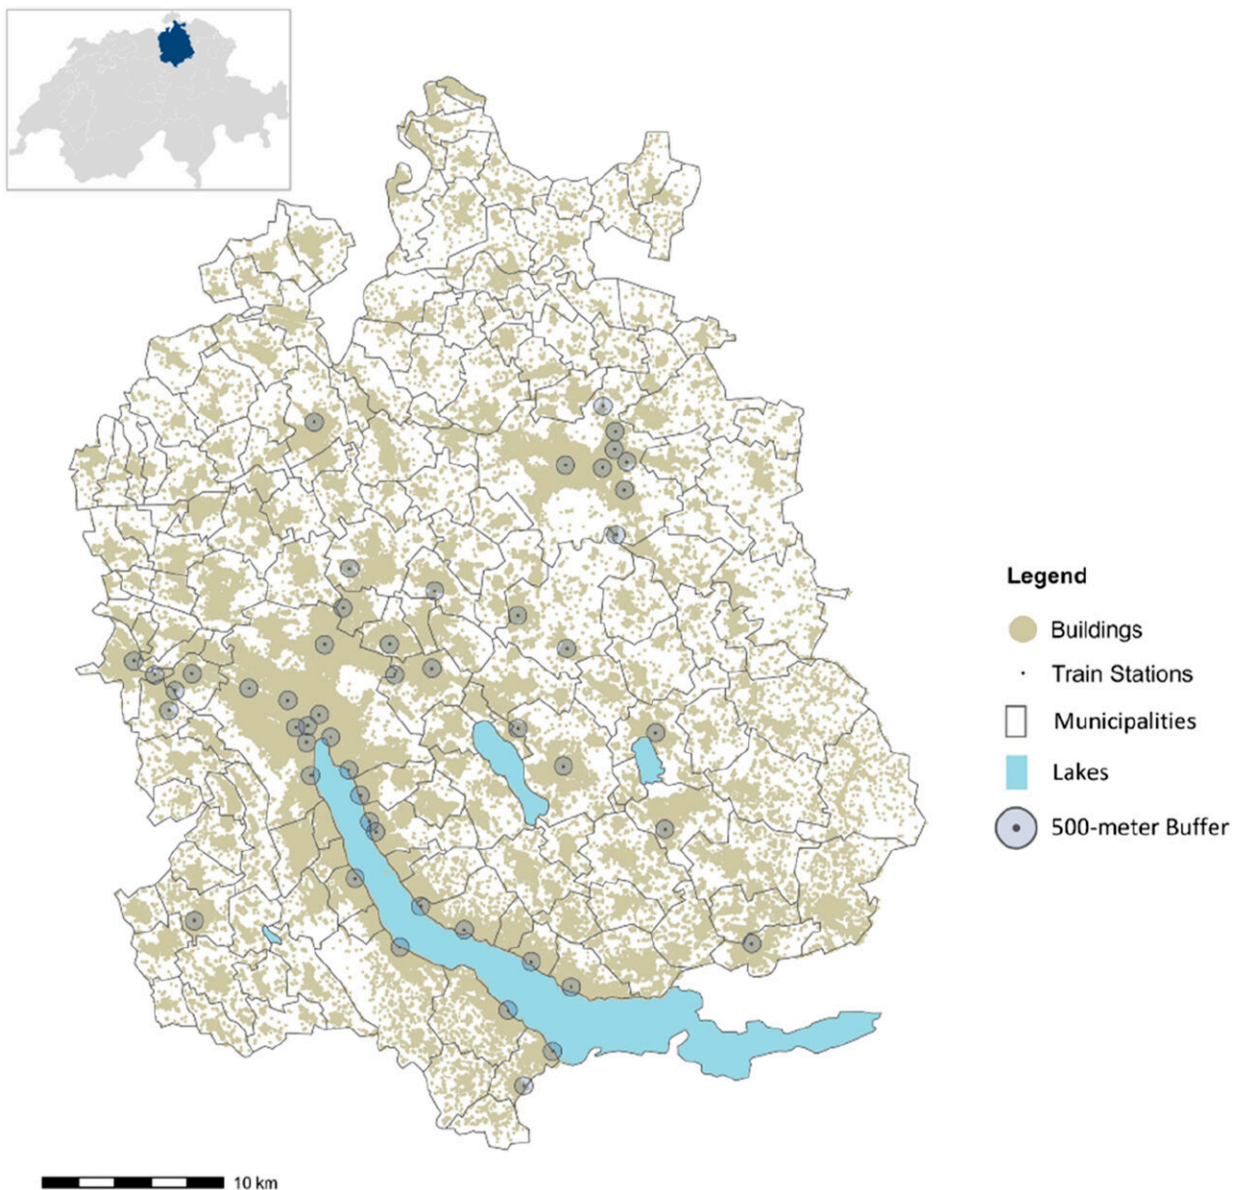 Legend
Buildings
Train Stations
Municipalities
Lakes
500-meter Buffer
10 km